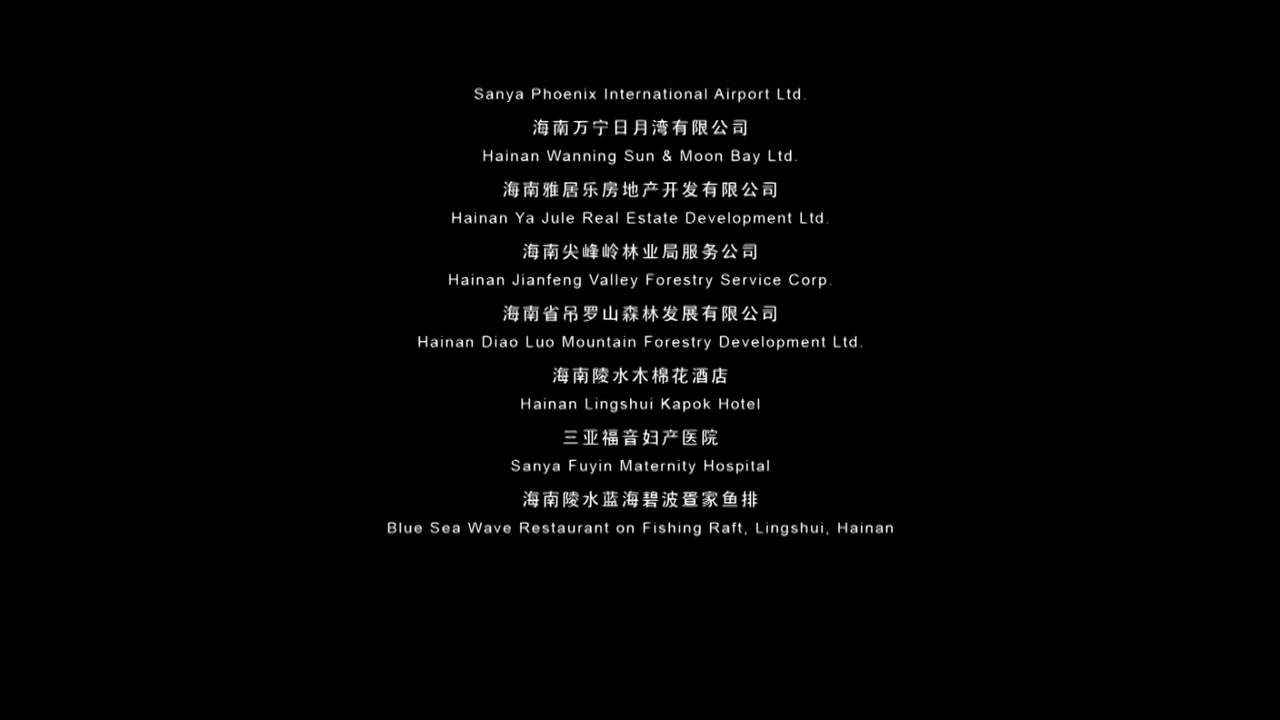 Sanya Phoenix International Airport Ltd.
海南万宁日月湾有限公司
Hainan Wanning Sun & Moon Bay Ltd.
海南雅居乐房地产开发有限公司
Hainan Ya Jule Real Estate Development Ltd.
海南尖峰岭林业局服务公司
Hainan Jianfeng Valley Forestry Service Corp.
海南省吊罗山森林发展有限公司
Hainan Diao Luo Mountain Forestry Development Ltd.
海南陵水木棉花酒店
Hainan Lingshui Kapok Hotel
三亚福音妇产医院
Sanya Fuyin Maternity Hospital
海南陵水蓝海碧波疍家鱼排
Blue Sea Wave Restaurant on Fishing Raft, Lingshui, Hainan